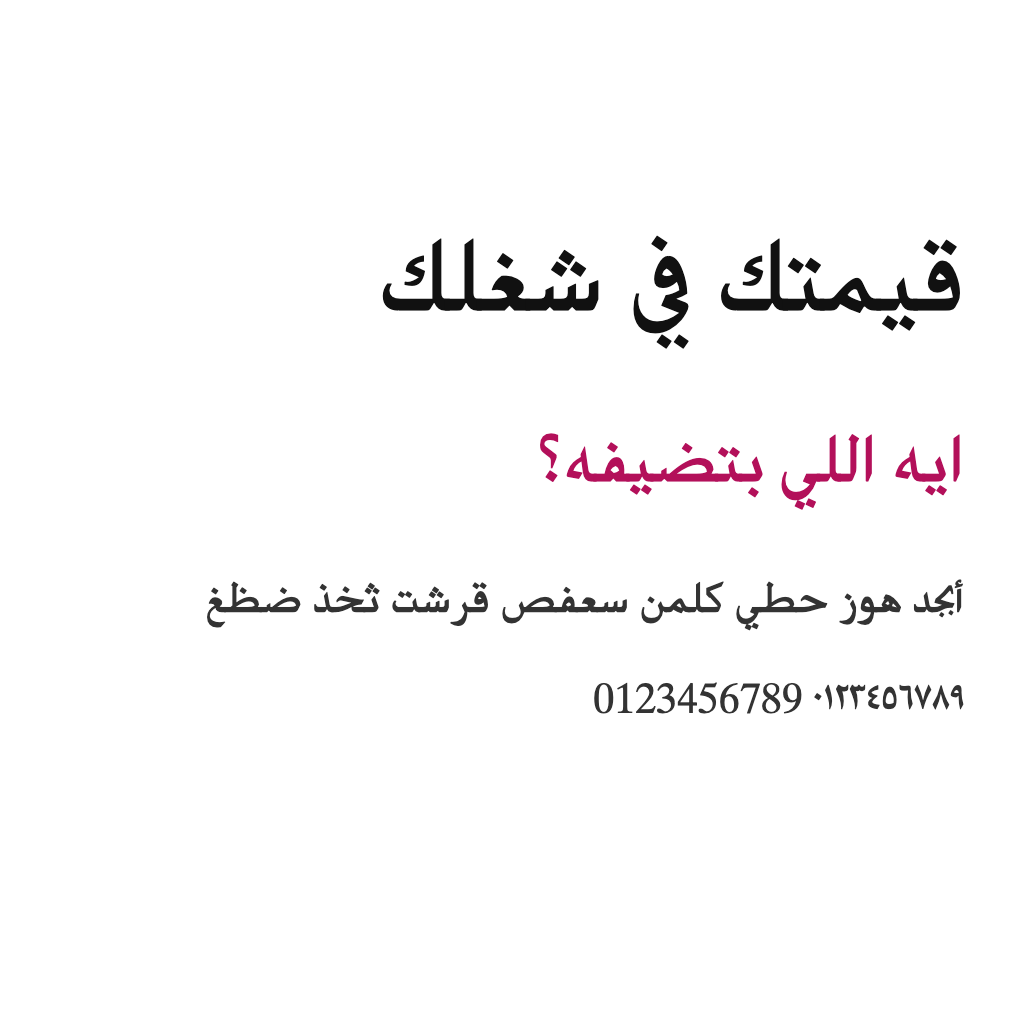 قيمتك في شغلك
ايه اللي بتضيفه؟
أبجد هوز حطي كلمن سعفص قرشت ثخذ ضظغ
٠١٢٣٤٥٦٧٨٩ 0123456789